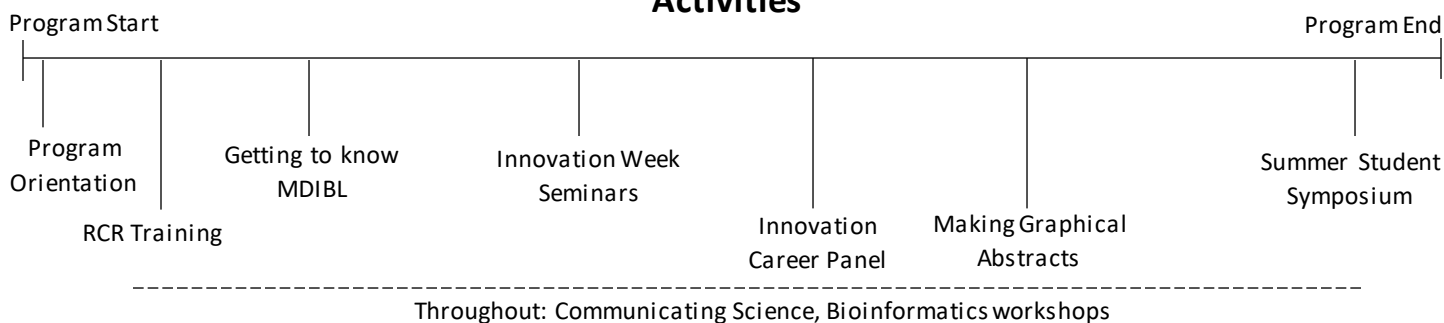 Activities
Program Start
Program End
Program
Orientation
RCR Training
Getting to know
MDIBL
Innovation Week
Seminars
Innovation
Career Panel
Making Graphical
Abstracts
Summer Student
Symposium
Throughout: Communicating Science, Bioinformatics workshops